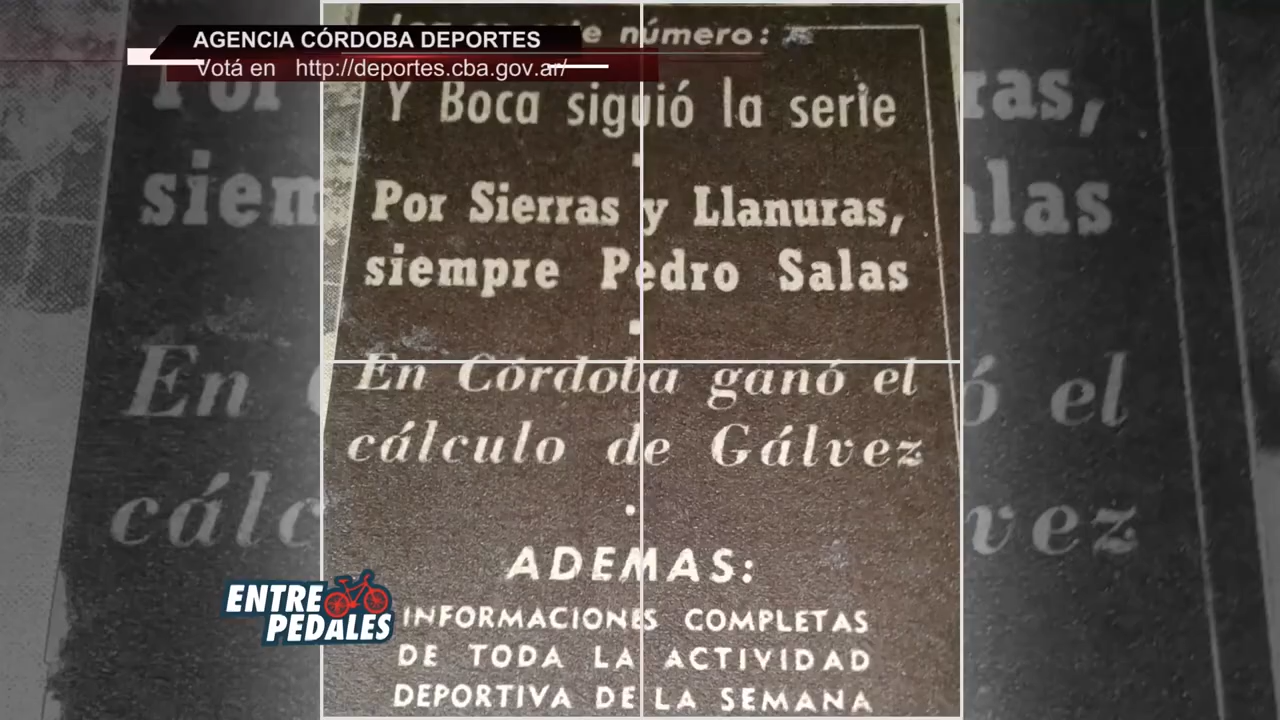 AGENCIA CÓRDOBA DEPORTES
Votá en http://deportes.cba.gov.ar/
número:
Y Boca siguió la serie
Por Sierras y Llanuras,
siempre Pedro Salas
En Córdoba ganó el
cálculo de Gálvez
ADEMAS:
INFORMACIONES COMPLETAS
DE TODA LA ACTIVIDAD
DEPORTIVA DE LA SEMANA
ENTRE
PEDALES